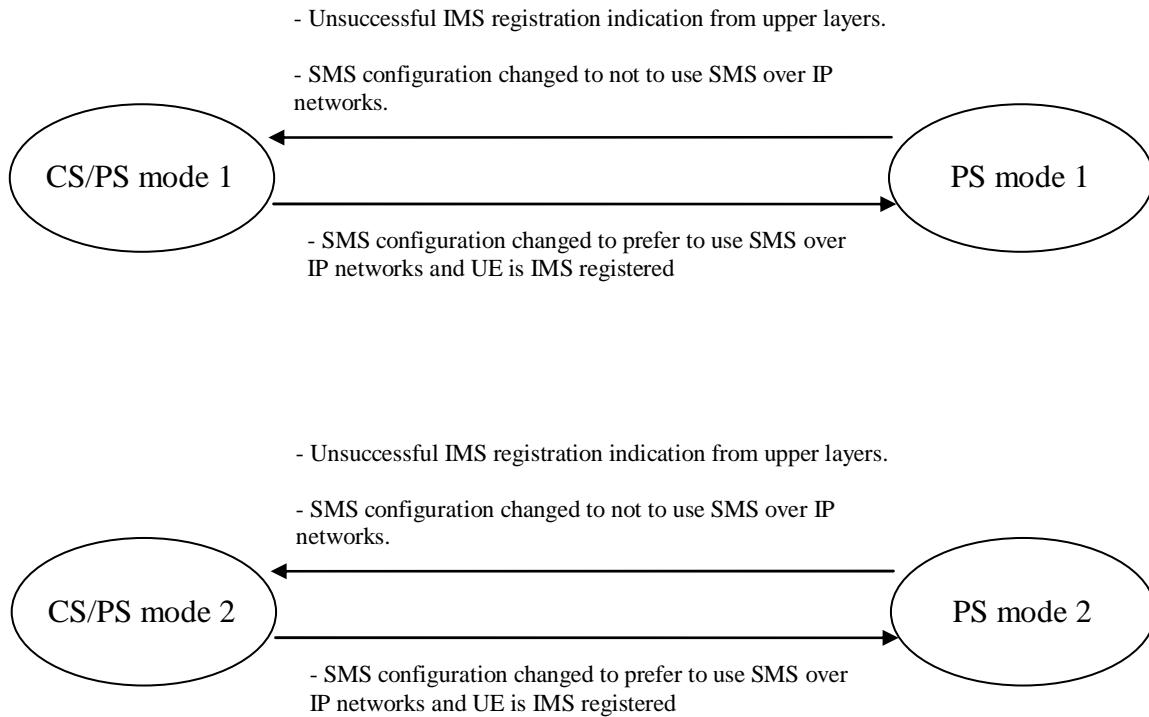 - Unsuccessful IMS registration indication from upper layers.
- SMS configuration changed to not to use SMS over IP
networks.
CS/PS mode 1
PS mode 1
- SMS configuration changed to prefer to use SMS over
IP networks and UE is IMS registered
- Unsuccessful IMS registration indication from upper layers.
- SMS configuration changed to not to use SMS over IP
networks.
CS/PS mode 2
PS mode 2
- SMS configuration changed to prefer to use SMS over
IP networks and UE is IMS registered